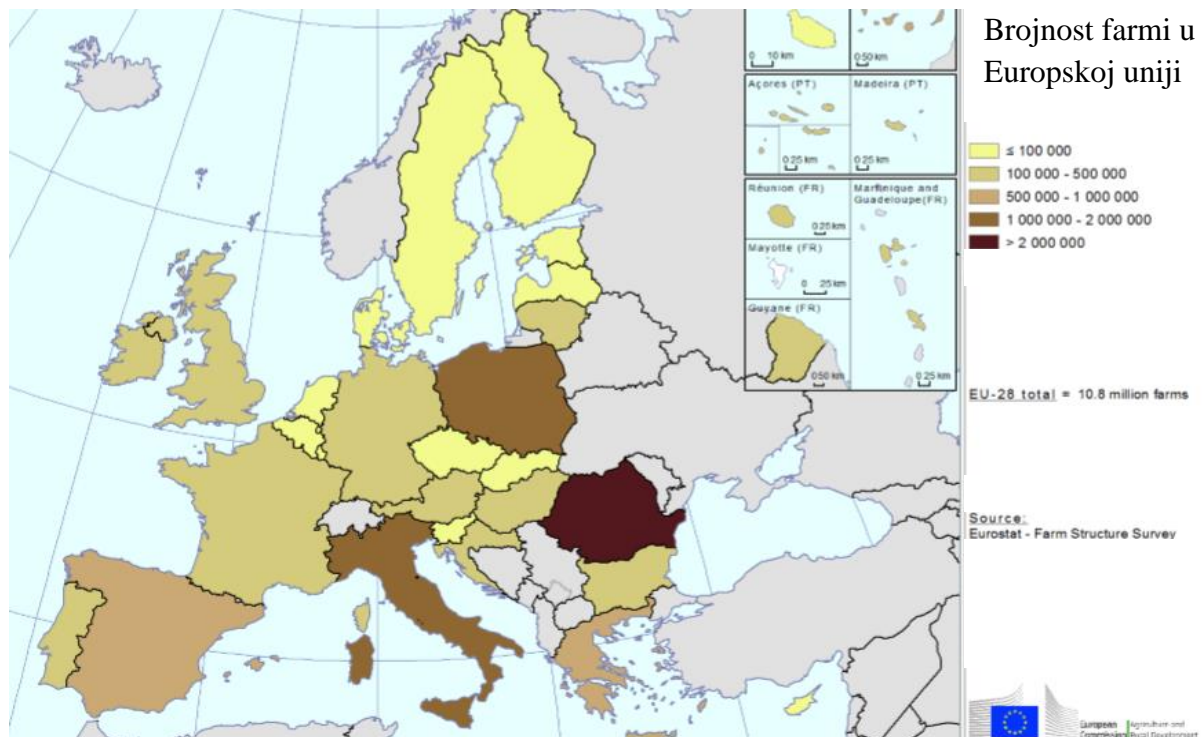 Brojnost farmi u
Europskoj uniji
≤ 100 000
100 000 - 500 000
500 000 - 1 000 000
1 000 000 - 2 000 000
> 2 000 000
EU-28 total = 10.8 million farms
Source:
Eurostat - Farm Structure Survey
0 10 km
0 50 km
Açores (PT)
0 25 km
Madeira (PT)
0 25 km
Réunion (FR)
0 25 km
Mayotte (FR)
0 25 km
Guyane (FR)
0 50 km
Martinique and
Guadeloupe(FR)
0 25 km
European
Commission
Agriculture and
Rural Development